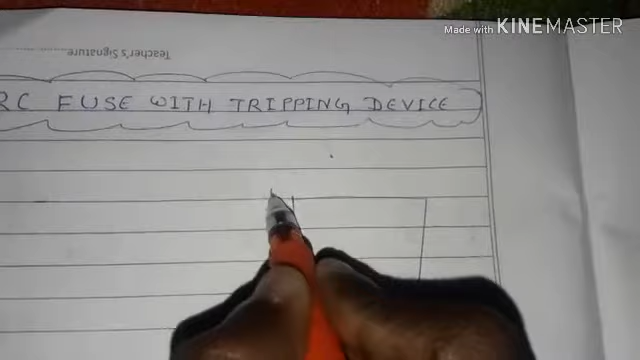 Made with KINEMASTER
Teacher's Signature
RC FUSE WITH TRIPPING DEVICE